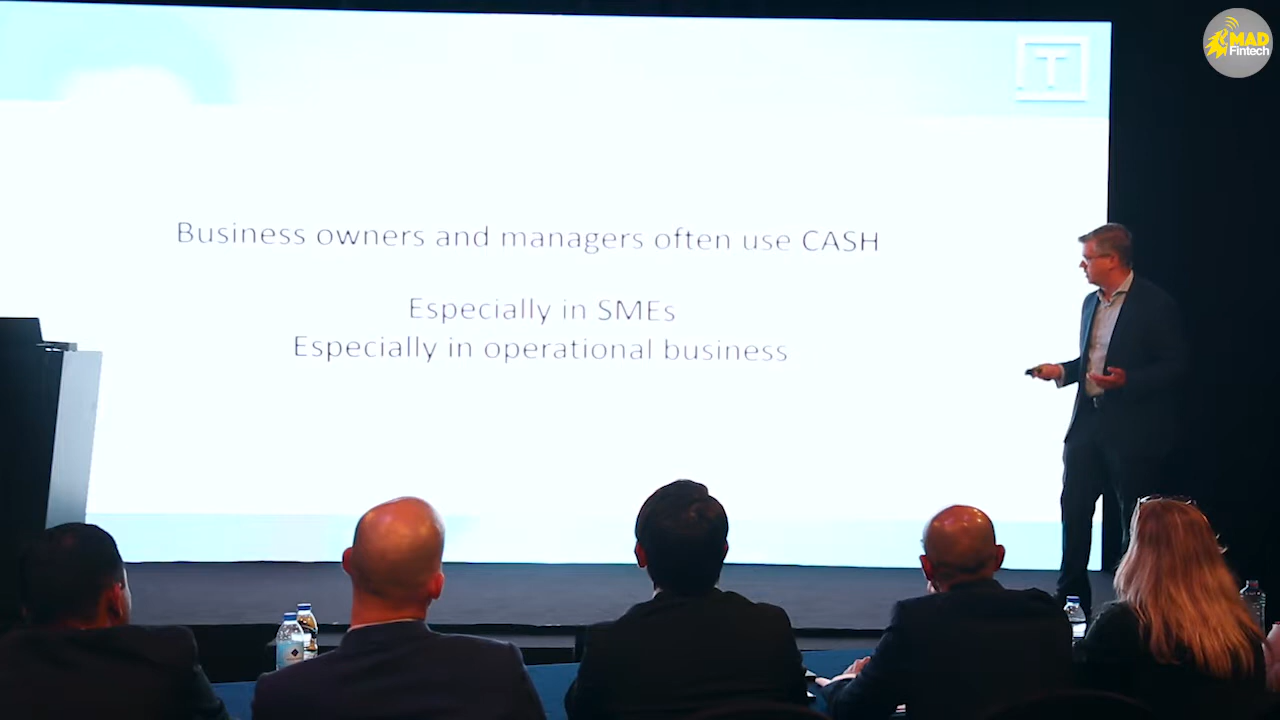 MAD
Fintech
T
Business owners and managers often use CASH
Especially in SMEs
Especially in operational business